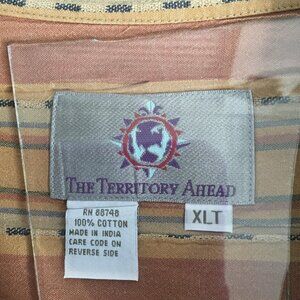 THE TERRITORY AHEAD
XLT
RN 88748
100% COTTON
MADE IN INDIA
CARE CODE ON
REVERSE SIDE